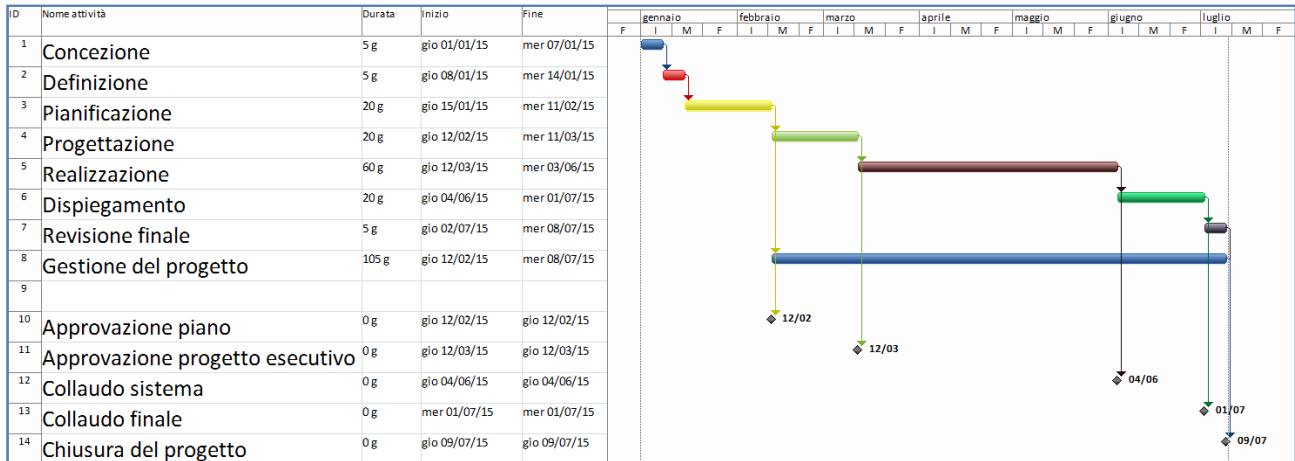 ID Nome attività Durata Inizio Fine gennaio febbraio marzo aprile maggio giugno luglio
F I M F I M F I M F I M F I M F I M F I M F
1 Concezione 5 g gio 01/01/15 mer 07/01/15
2 Definizione 5 g gio 08/01/15 mer 14/01/15
3 Pianificazione 20 g gio 15/01/15 mer 11/02/15
4 Progettazione 20 g gio 12/02/15 mer 11/03/15
5 Realizzazione 60 g gio 12/03/15 mer 03/06/15
6 Dispiegamento 20 g gio 04/06/15 mer 01/07/15
7 Revisione finale 5 g gio 02/07/15 mer 08/07/15
8 Gestione del progetto 105 g gio 12/02/15 mer 08/07/15
9
10 Approvazione piano 0 g gio 12/02/15 gio 12/02/15 12/02
11 Approvazione progetto esecutivo 0 g gio 12/03/15 gio 12/03/15 12/03
12 Collaudo sistema 0 g gio 04/06/15 gio 04/06/15 04/06
13 Collaudo finale 0 g mer 01/07/15 mer 01/07/15 01/07
14 Chiusura del progetto 0 g gio 09/07/15 gio 09/07/15 09/07